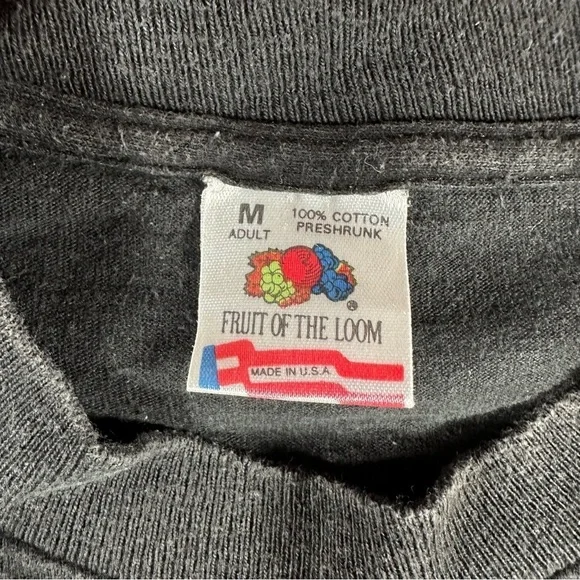 M
ADULT
100% COTTON
PRESHRUNK
®
FRUIT OF THE LOOM
MADE IN U.S.A.